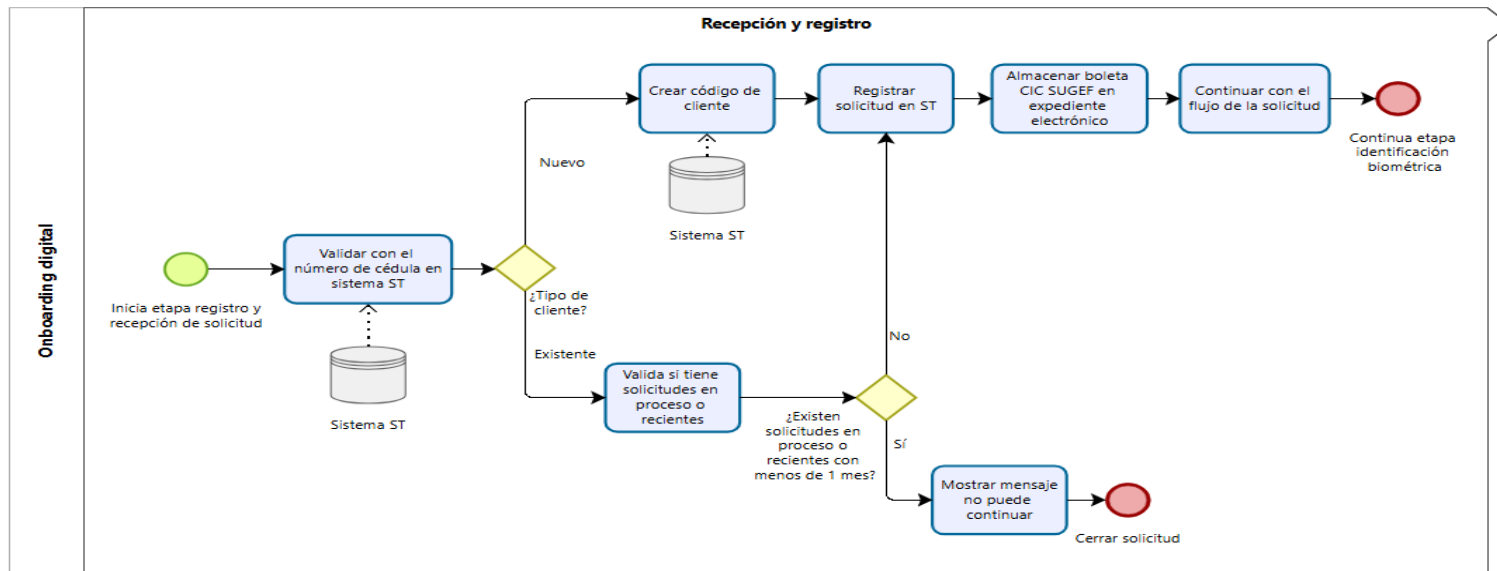 Recepción y registro
Onboarding digital
Inicia etapa registro y
recepción de solicitud
Validar con el
número de cédula en
sistema ST
Sistema ST
¿Tipo de
cliente?
Nuevo
Crear código de
cliente
Sistema ST
Registrar
solicitud en ST
Almacenar boleta
CIC SUGEF en
expediente
electrónico
Continuar con el
flujo de la solicitud
Continua etapa
identificación
biométrica
Existente
Valida si tiene
solicitudes en
proceso o
recientes
¿Existen
solicitudes en
proceso o
recientes con
menos de 1 mes?
No
Sí
Mostrar mensaje
no puede
continuar
Cerrar solicitud